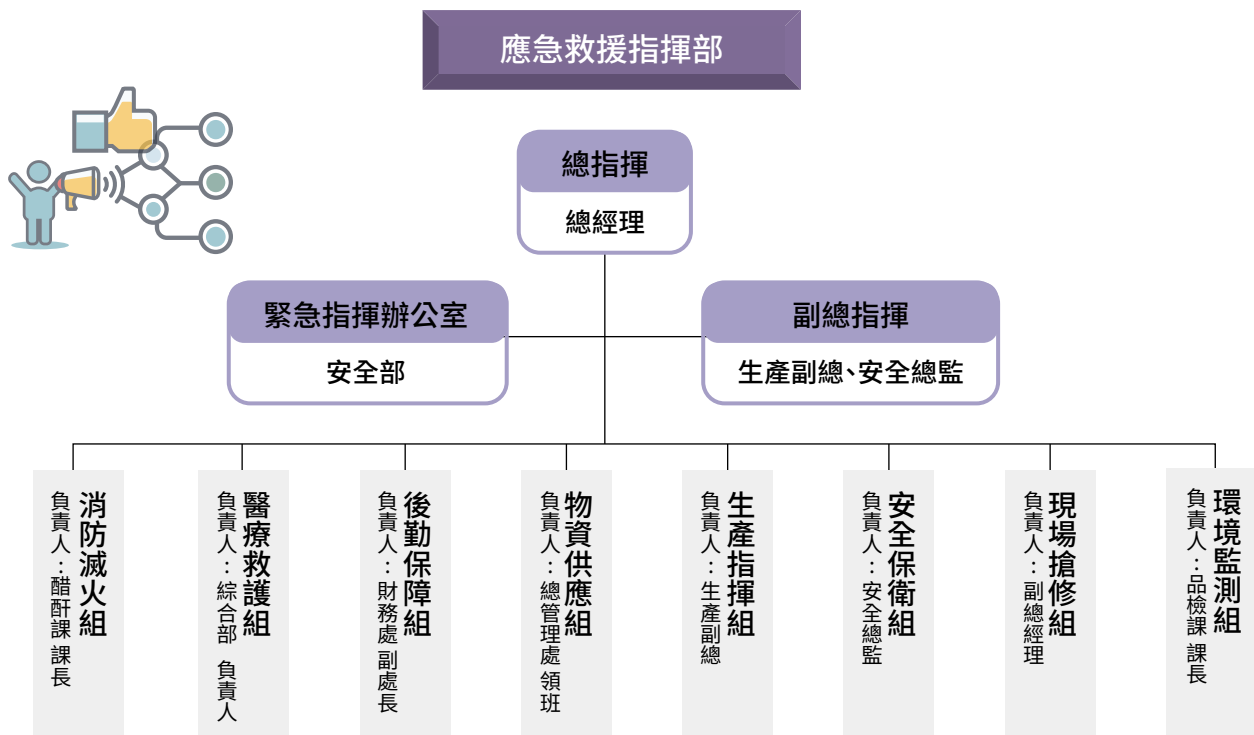 應急救援指揮部
總指揮
總經理
緊急指揮辦公室
安全部
副總指揮
生產副總、安全總監
消防滅火組
負責人：醋酐課 課長
醫療救護組
負責人：綜合部 負責人
後勤保障組
負責人：財務處 副處長
物資供應組
負責人：總管理處 領班
生產指揮組
負責人：生產副總
安全保衛組
負責人：安全總監
現場搶修組
負責人：副總經理
環境監測組
負責人：品檢課 課長